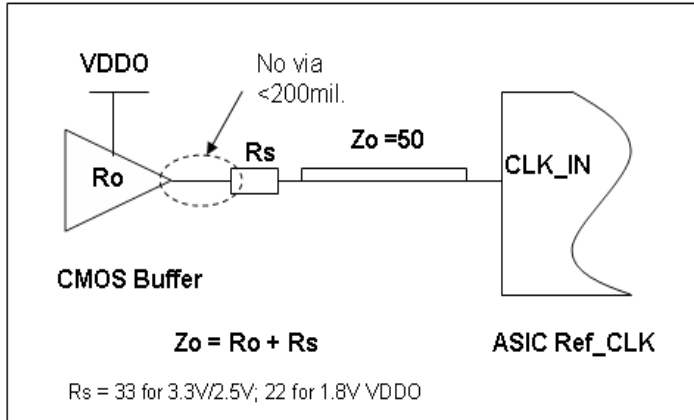 VDDO
No via
<200mil.
Rs
Zo =50
Ro
CLK_IN
CMOS Buffer
Zo = Ro + Rs
ASIC Ref_CLK
Rs = 33 for 3.3V/2.5V; 22 for 1.8V VDDO